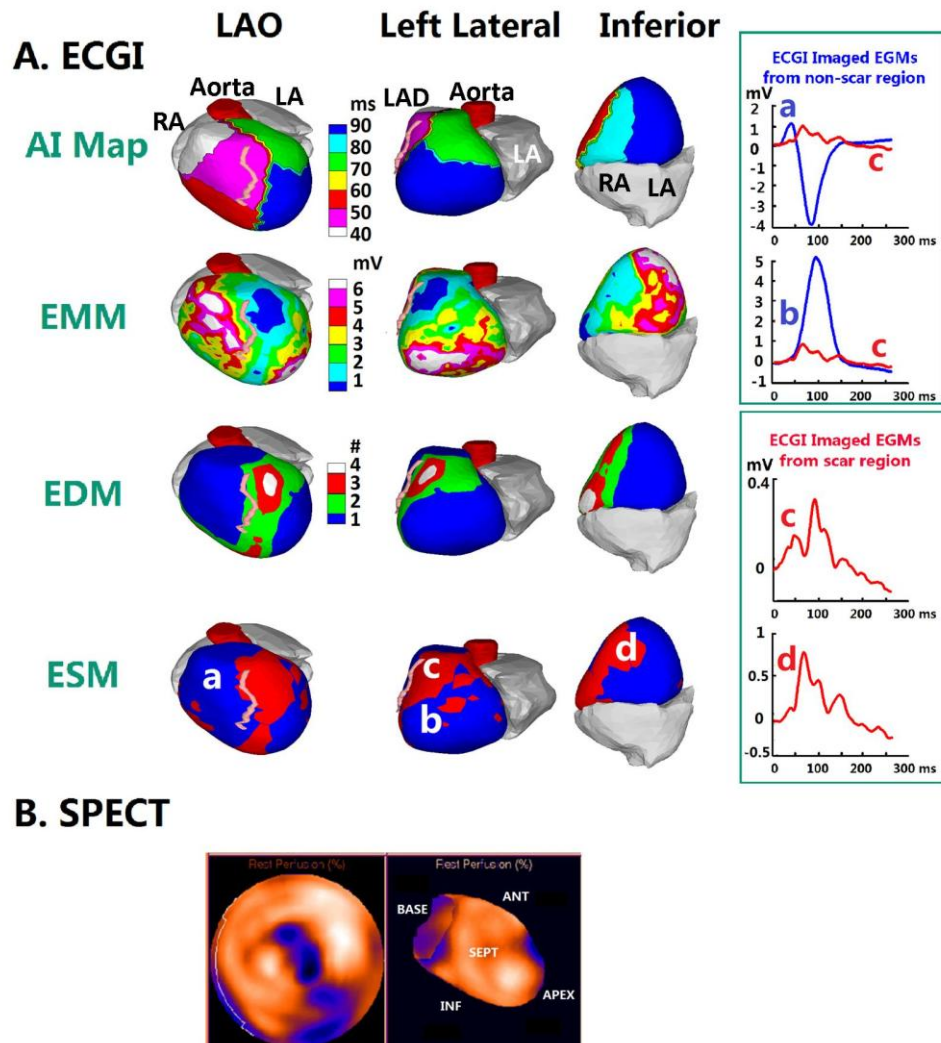 LAO
Left Lateral
Inferior
A. ECGI
AI Map
RA
Aorta
LA
ms
90
80
70
60
50
40
LAD
Aorta
LA
RA
LA
ECGI Imaged EGMs
from non-scar region
mV
2
1
0
-1
-2
-3
-4
a
c
0
100
200
300 ms
EMM
mV
6
5
4
3
2
1
5
4
3
2
1
0
-1
b
c
0
100
200
300 ms
EDM
#
4
3
2
1
ECGI Imaged EGMs
from scar region
mV
0.4
0
c
0
100
200
300 ms
ESM
a
c
b
d
1
0.5
0
-0.5
d
0
100
200
300 ms
B. SPECT
Rest Perfusion (%)
Rest Perfusion (%)
BASE
ANT
SEPT
INF
APEX